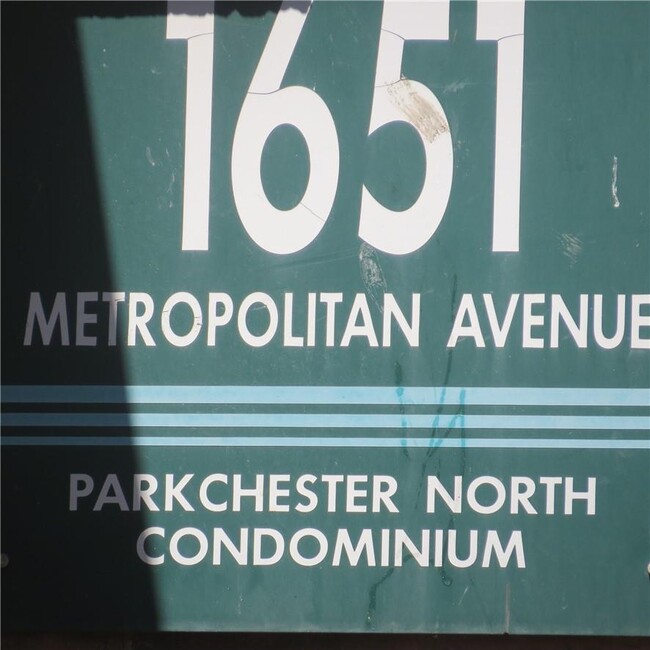 1651
METROPOLITAN AVENUE
PARKCHESTER NORTH
CONDOMINIUM